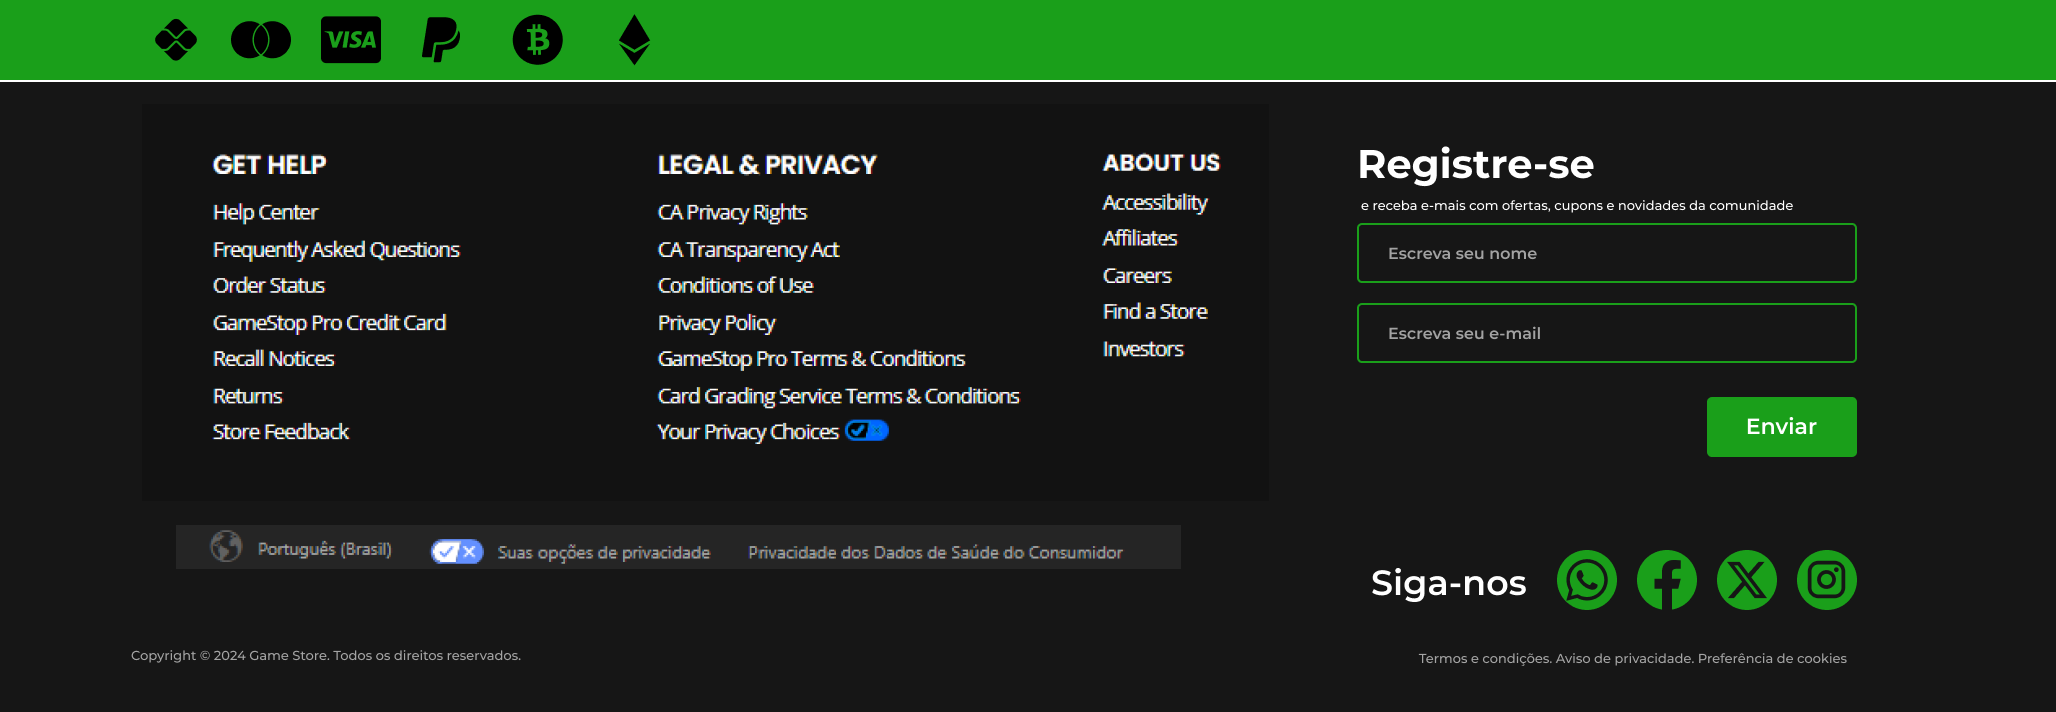 VISA
GET HELP
Help Center
Frequently Asked Questions
Order Status
GameStop Pro Credit Card
Recall Notices
Returns
Store Feedback
LEGAL & PRIVACY
CA Privacy Rights
CA Transparency Act
Conditions of Use
Privacy Policy
GameStop Pro Terms & Conditions
Card Grading Service Terms & Conditions
Your Privacy Choices
ABOUT US
Accessibility
Affiliates
Careers
Find a Store
Investors
Registre-se
e receba e-mais com ofertas, cupons e novidades da comunidade
Escreva seu nome
Escreva seu e-mail
Enviar
Português (Brasil)
Suas opções de privacidade
Privacidade dos Dados de Saúde do Consumidor
Siga-nos
Copyright © 2024 Game Store. Todos os direitos reservados.
Termos e condições. Aviso de privacidade. Preferência de cookies